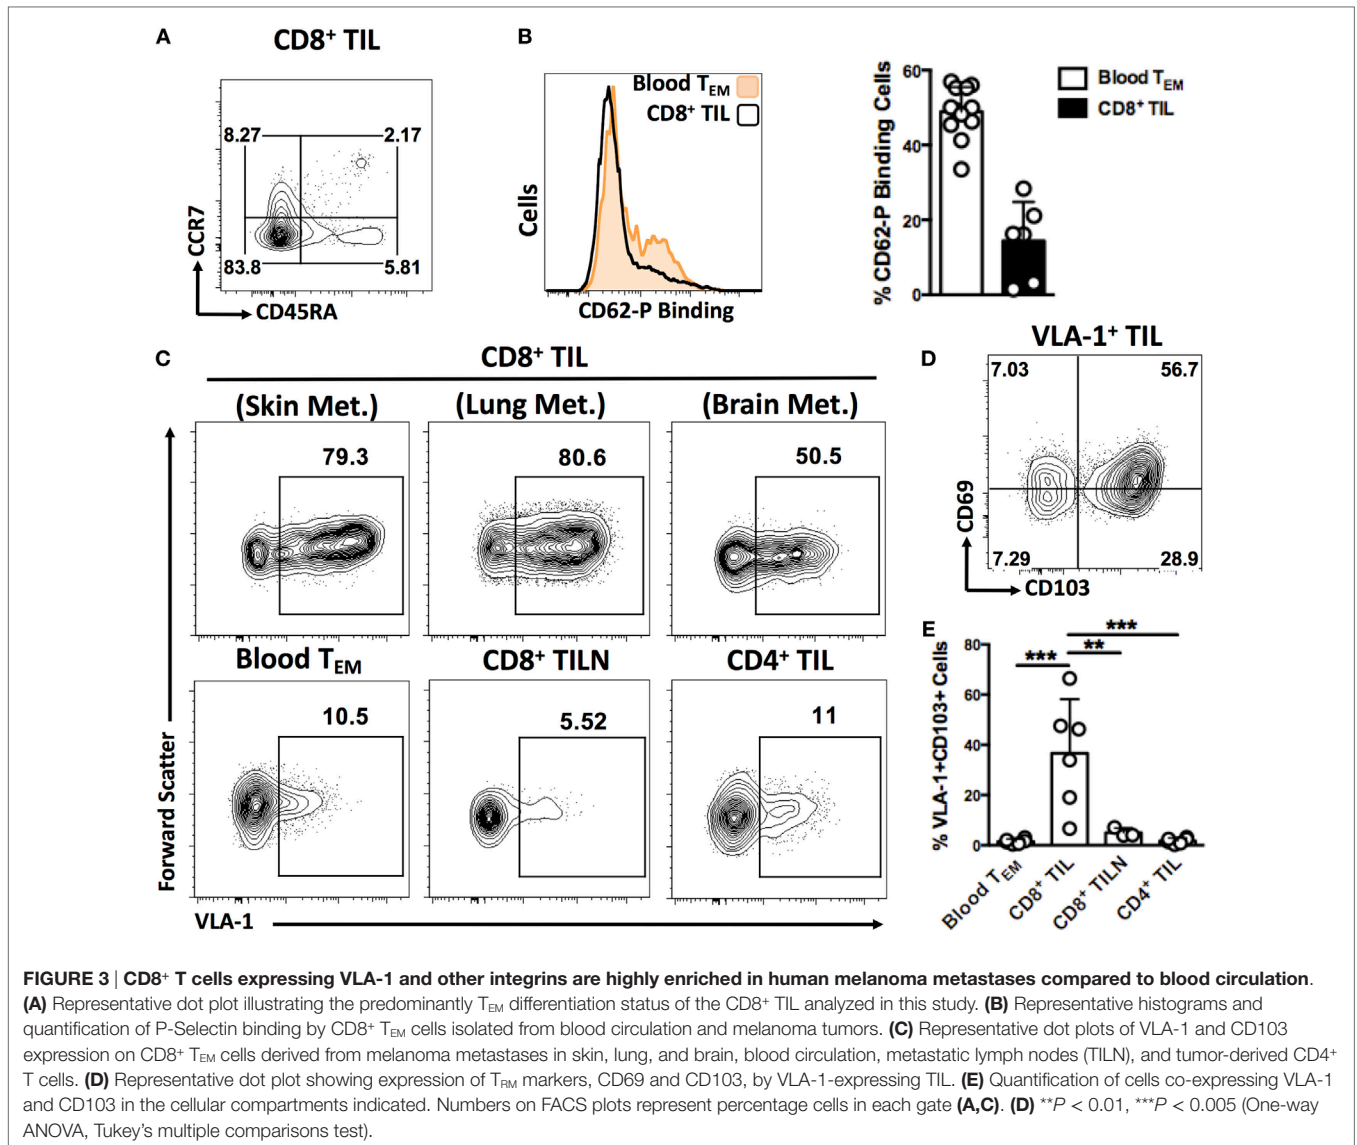 A
CD8⁺ TIL
8.27
2.17
83.8
5.81
CCR7
CD45RA
B
Blood TEM
CD8⁺ TIL
Cells
CD62-P Binding
% CD62-P Binding Cells
60
40
20
0
Blood TEM
CD8⁺ TIL
C
CD8⁺ TIL
(Skin Met.)
(Lung Met.)
(Brain Met.)
79.3
80.6
50.5
Blood TEM
CD8⁺ TILN
CD4⁺ TIL
10.5
5.52
11
Forward Scatter
VLA-1
D
VLA-1⁺ TIL
7.03
56.7
7.29
28.9
CD69
CD103
E
% VLA-1+CD103+ Cells
80
60
40
20
0
***
**
***
Blood TEM
CD8⁺ TIL
CD8⁺ TILN
CD4⁺ TIL
FIGURE 3 | CD8⁺ T cells expressing VLA-1 and other integrins are highly enriched in human melanoma metastases compared to blood circulation.
(A) Representative dot plot illustrating the predominantly TEM differentiation status of the CD8⁺ TIL analyzed in this study. (B) Representative histograms and
quantification of P-Selectin binding by CD8⁺ TEM cells isolated from blood circulation and melanoma tumors. (C) Representative dot plots of VLA-1 and CD103
expression on CD8⁺ TEM cells derived from melanoma metastases in skin, lung, and brain, blood circulation, metastatic lymph nodes (TILN), and tumor-derived CD4⁺
T cells. (D) Representative dot plot showing expression of TRM markers, CD69 and CD103, by VLA-1-expressing TIL. (E) Quantification of cells co-expressing VLA-1
and CD103 in the cellular compartments indicated. Numbers on FACS plots represent percentage cells in each gate (A,C). (D) **P < 0.01, ***P < 0.005 (One-way
ANOVA, Tukey's multiple comparisons test).